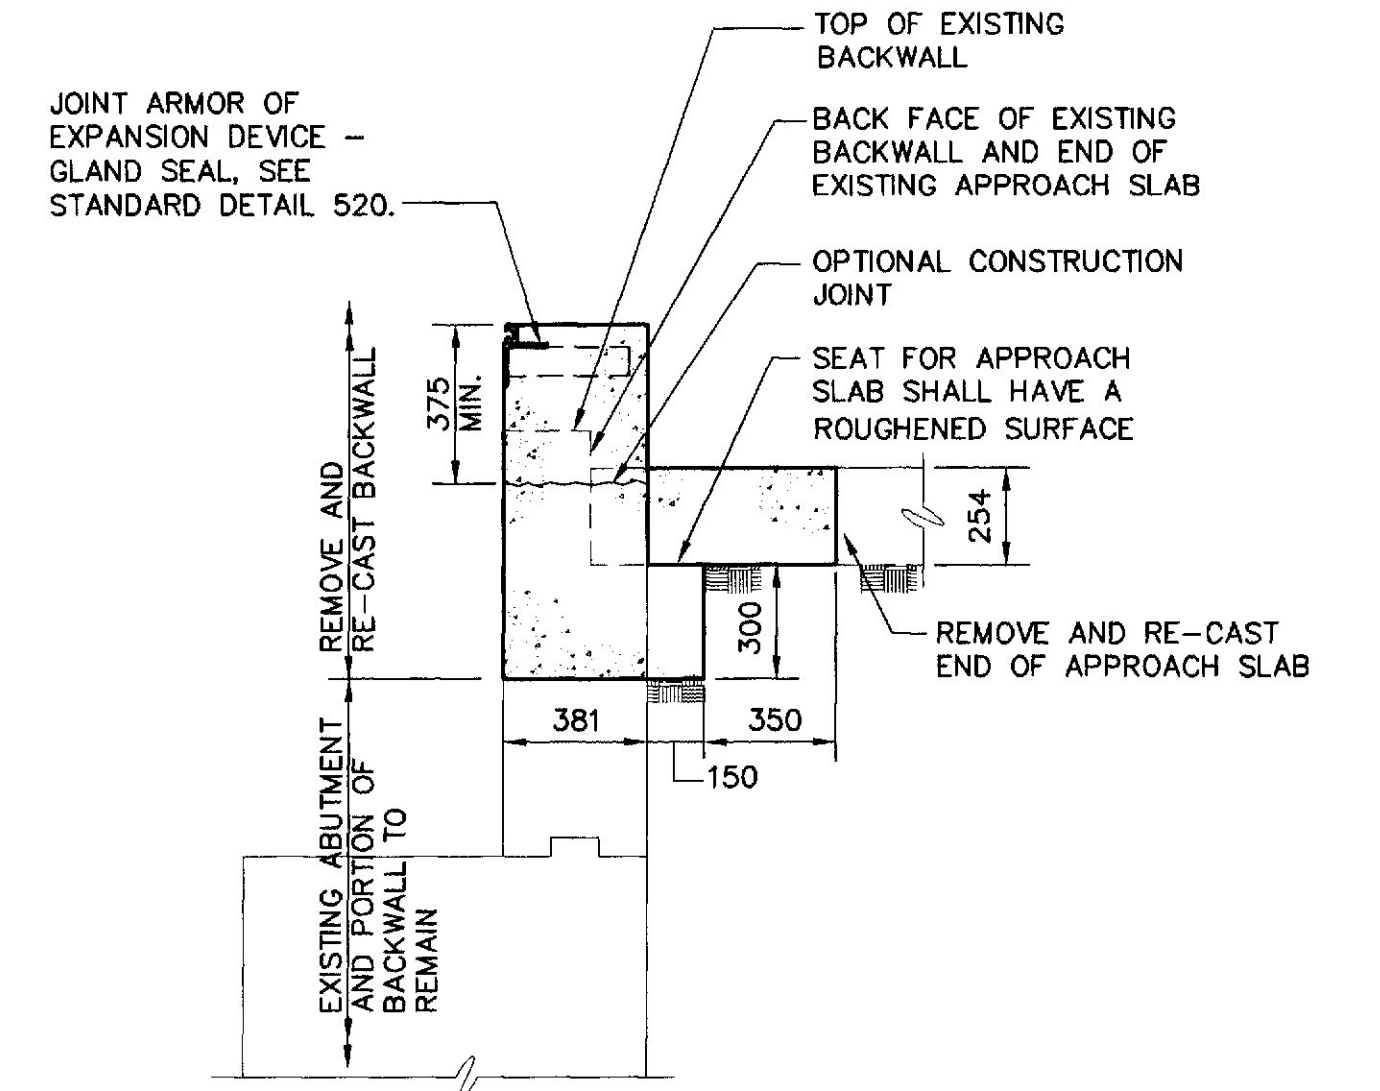 TOP OF EXISTING
BACKWALL
JOINT ARMOR OF
EXPANSION DEVICE –
GLAND SEAL, SEE
STANDARD DETAIL 520.
BACK FACE OF EXISTING
BACKWALL AND END OF
EXISTING APPROACH SLAB
OPTIONAL CONSTRUCTION
JOINT
SEAT FOR APPROACH
SLAB SHALL HAVE A
ROUGHENED SURFACE
375
MIN.
REMOVE AND
RE-CAST BACKWALL
254
300
REMOVE AND RE-CAST
END OF APPROACH SLAB
381
350
150
EXISTING ABUTMENT
AND PORTION OF
BACKWALL TO
REMAIN